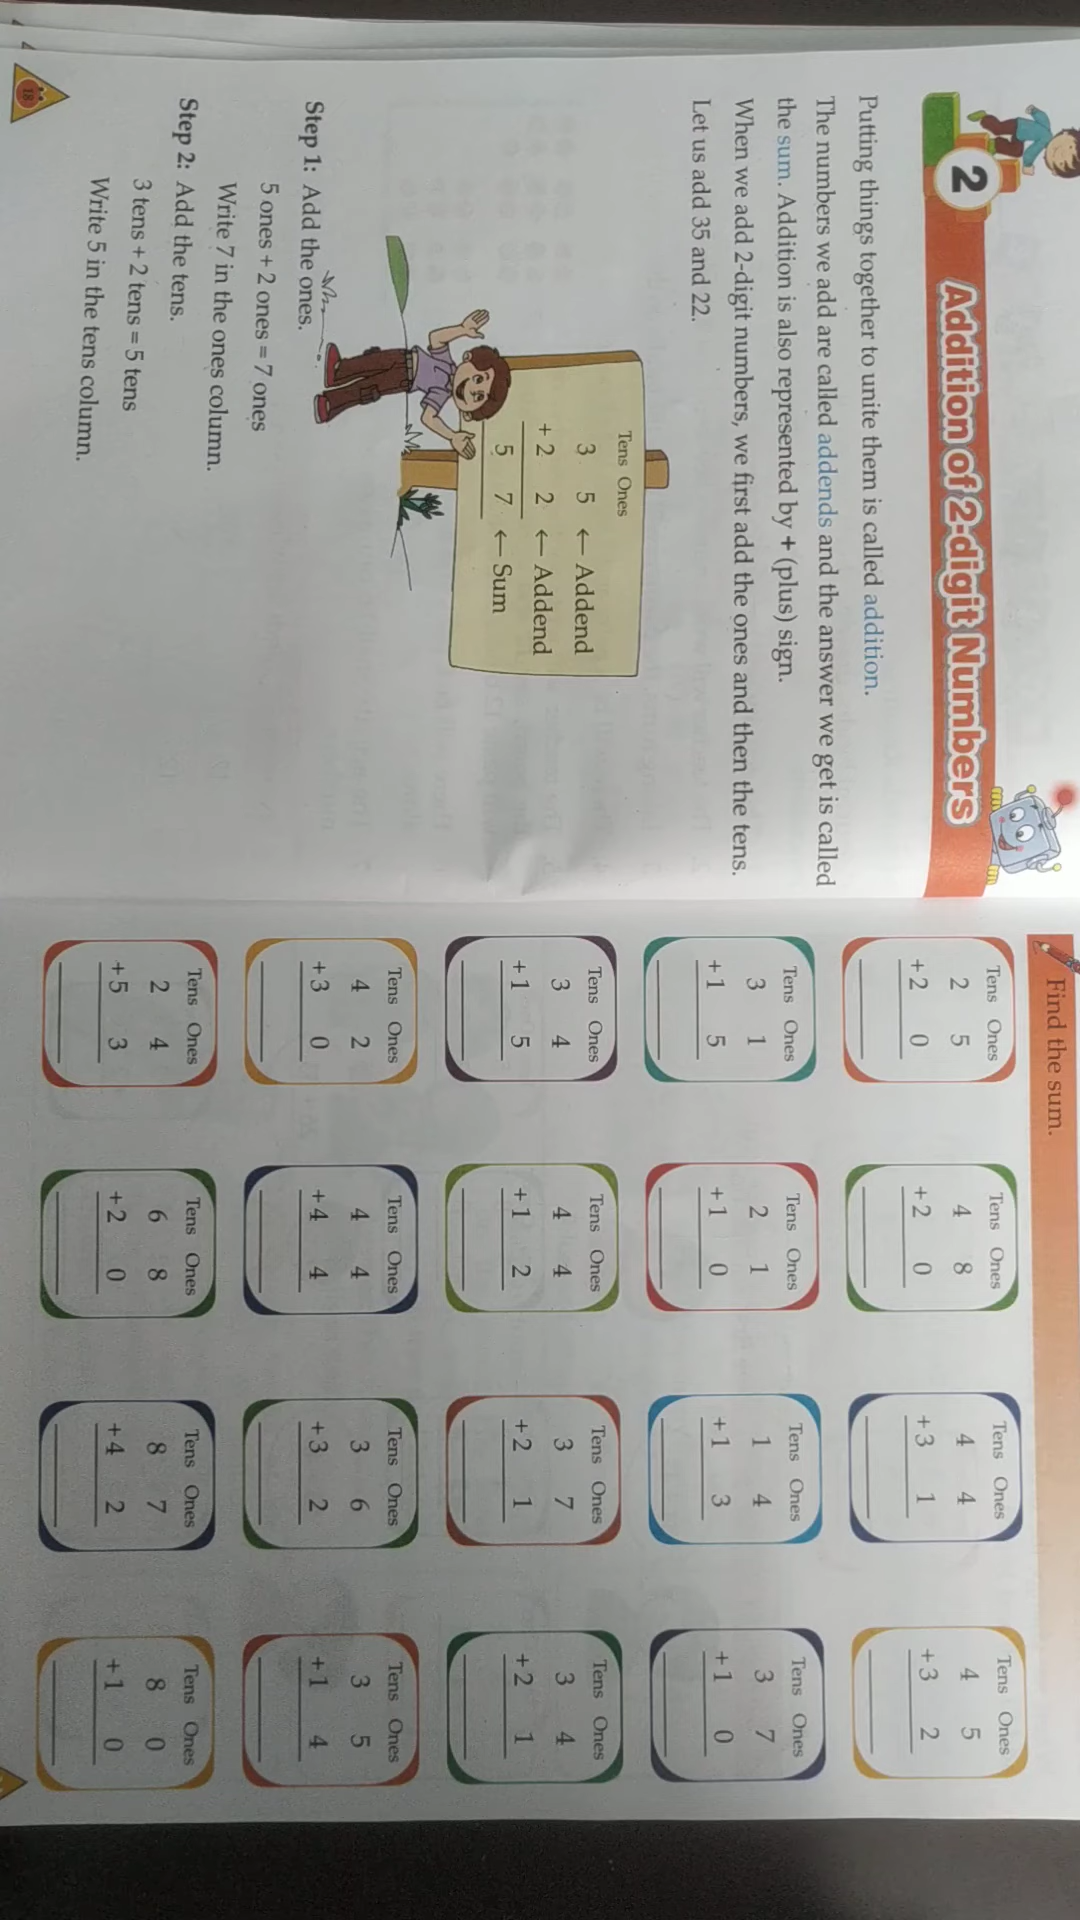 2
Addition of 2-digit Numbers
Putting things together to unite them is called addition.
The numbers we add are called addends and the answer we get is called
the sum. Addition is also represented by + (plus) sign.
When we add 2-digit numbers, we first add the ones and then the tens.
Let us add 35 and 22.
Tens Ones
3 5 ← Addend
+ 2 2 ← Addend
5 7 ← Sum
Step 1: Add the ones.
5 ones + 2 ones = 7 ones
Write 7 in the ones column.
Step 2: Add the tens.
3 tens + 2 tens = 5 tens
Write 5 in the tens column.
18
Find the sum.
Tens Ones Tens Ones Tens Ones Tens Ones
2 5 4 8 4 4 4 5
+2 0 +2 0 +3 1 +3 2
Tens Ones Tens Ones Tens Ones Tens Ones
3 1 2 1 1 4 3 7
+1 5 +1 0 +1 3 +1 0
Tens Ones Tens Ones Tens Ones Tens Ones
3 4 4 4 3 7 3 4
+1 5 +1 2 +2 1 +2 1
Tens Ones Tens Ones Tens Ones Tens Ones
4 2 4 4 3 6 3 5
+3 0 +4 4 +3 2 +1 4
Tens Ones Tens Ones Tens Ones Tens Ones
2 4 6 8 8 7 8 0
+5 3 +2 0 +4 2 +1 0